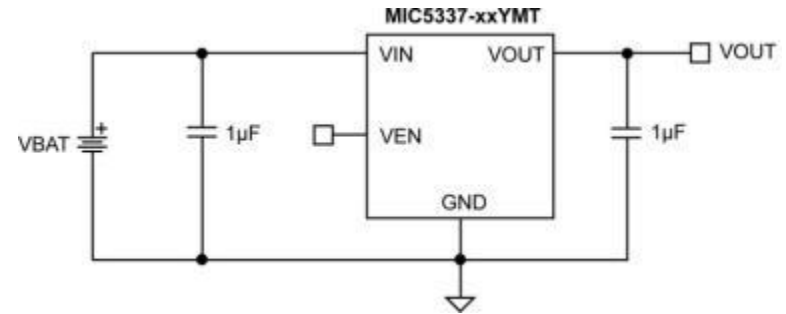 MIC5337-xxYMT
VIN VOUT
VOUT
+
VBAT
1µF
VEN
1µF
GND